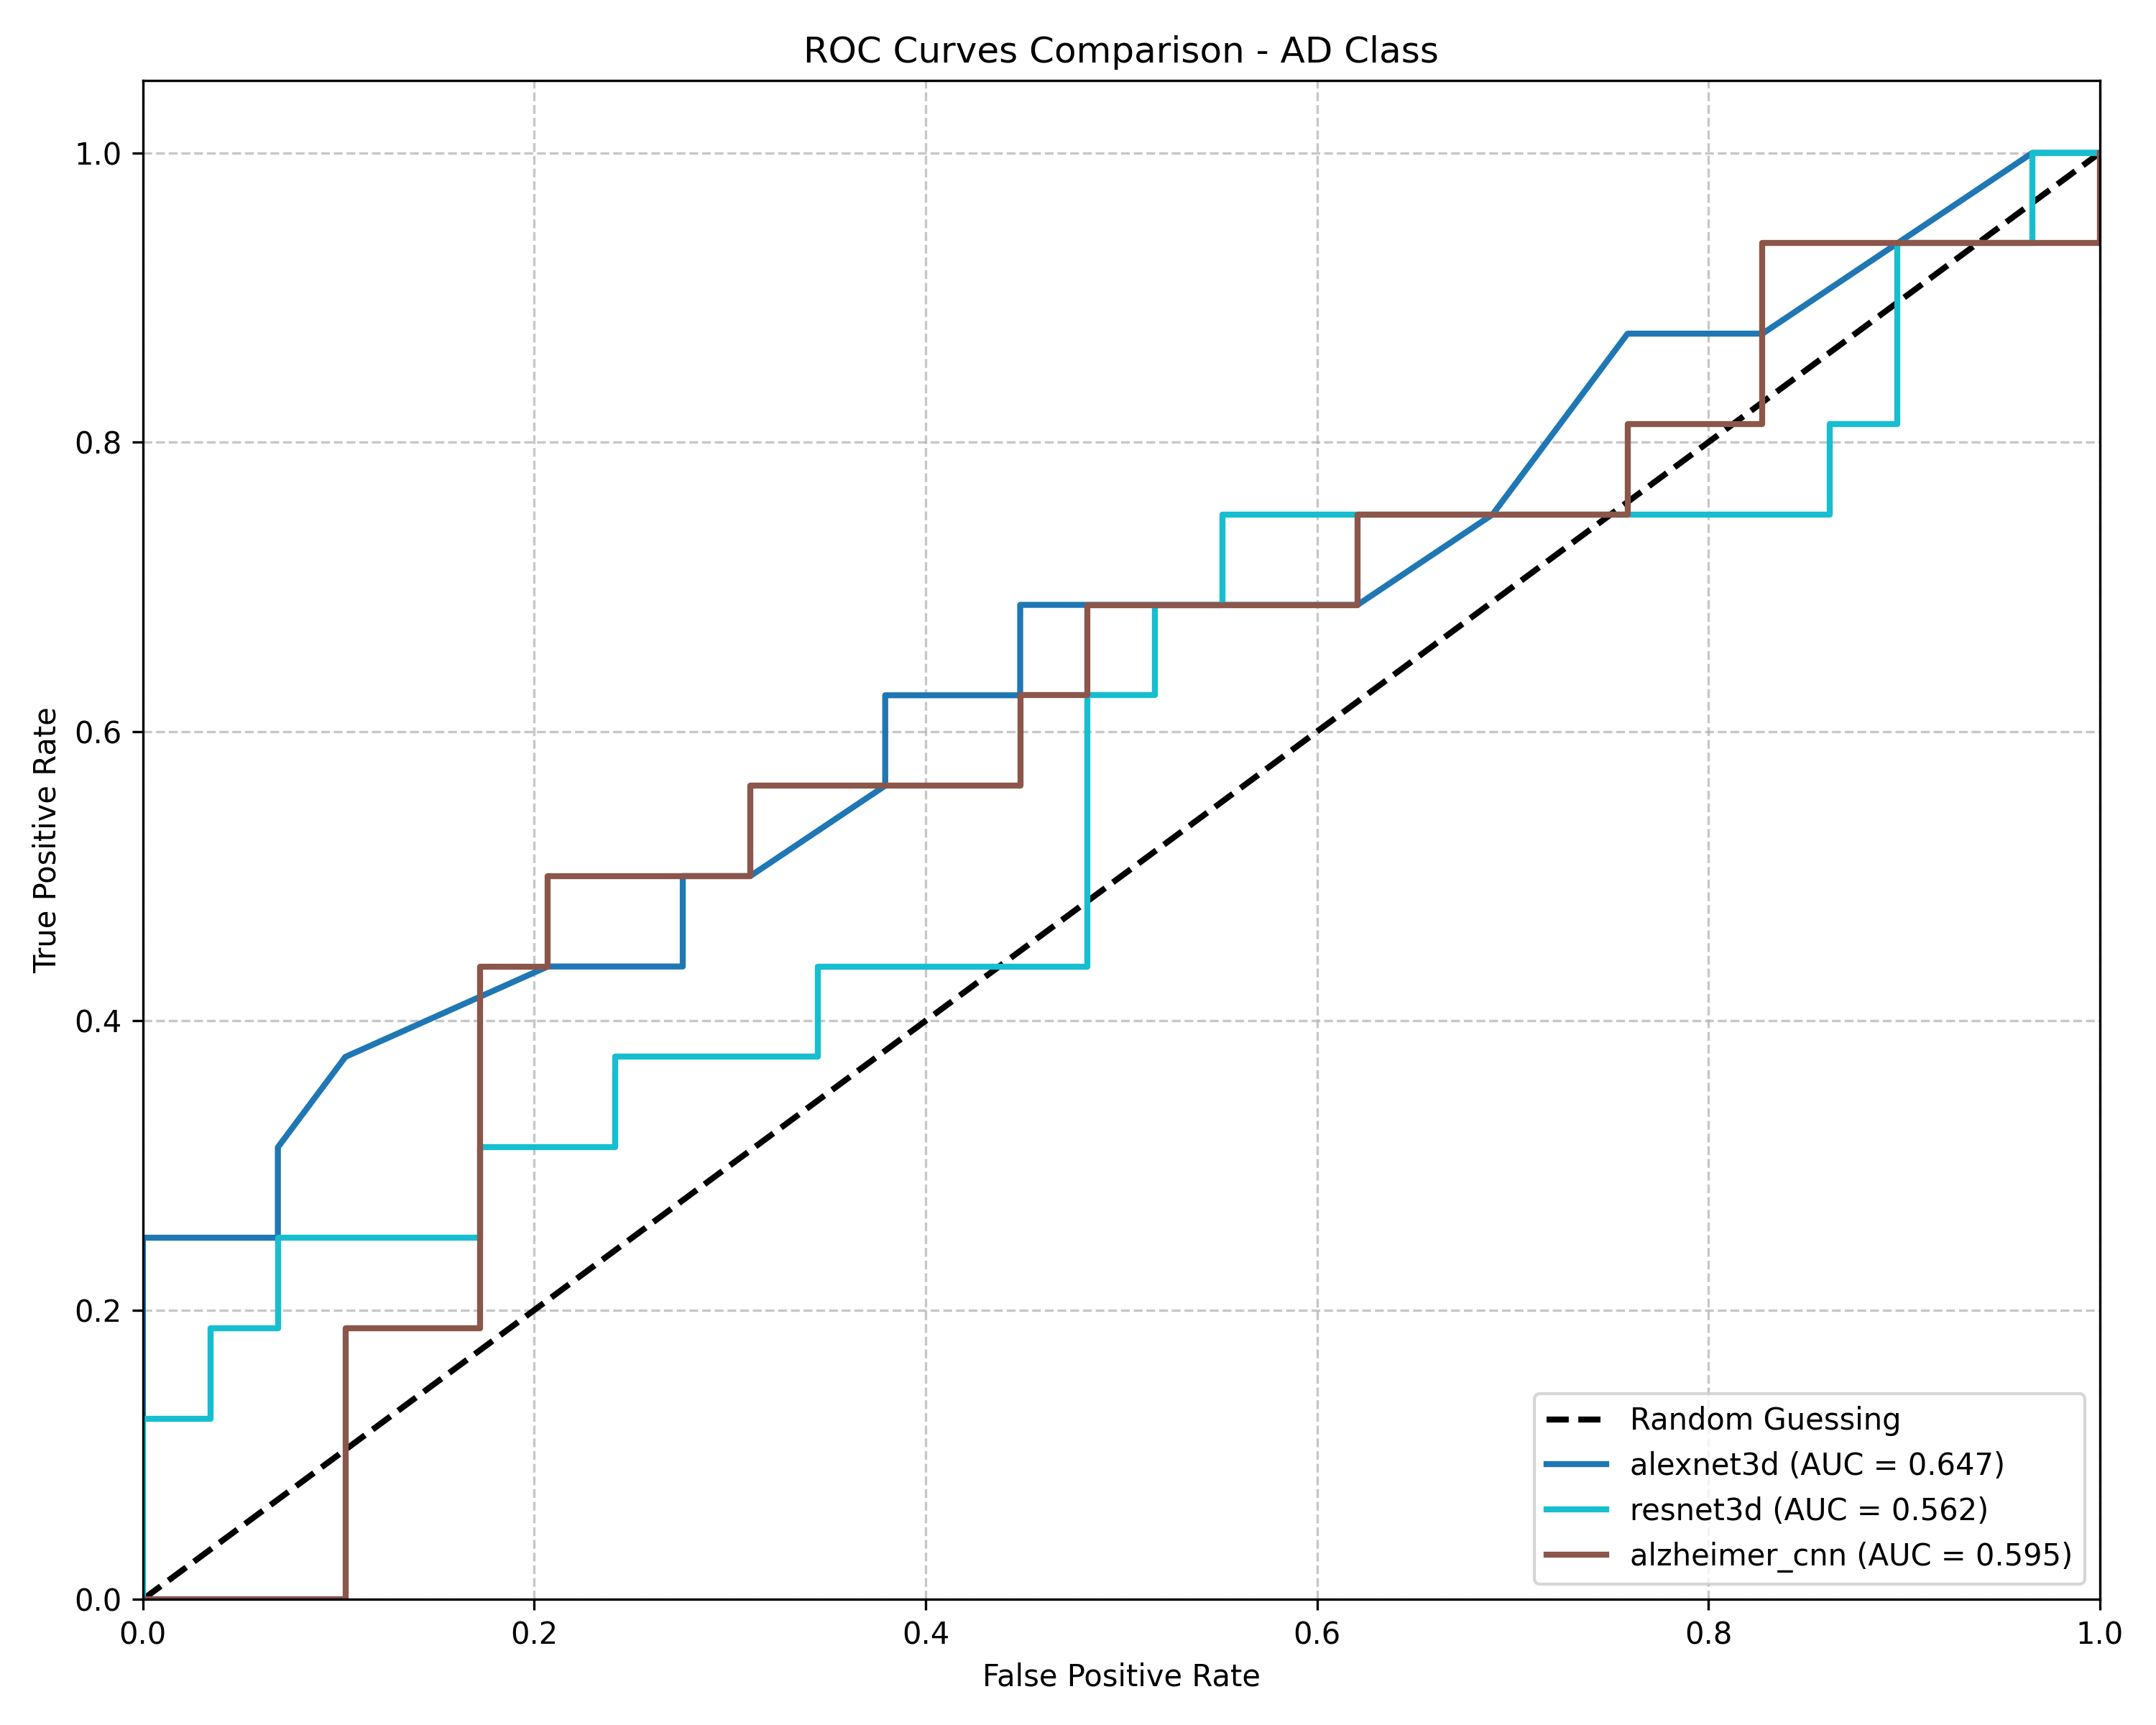 ROC Curves Comparison - AD Class
True Positive Rate
1.0
0.8
0.6
0.4
0.2
0.0
0.0 0.2 0.4 0.6 0.8 1.0
False Positive Rate
Random Guessing
alexnet3d (AUC = 0.647)
resnet3d (AUC = 0.562)
alzheimer_cnn (AUC = 0.595)